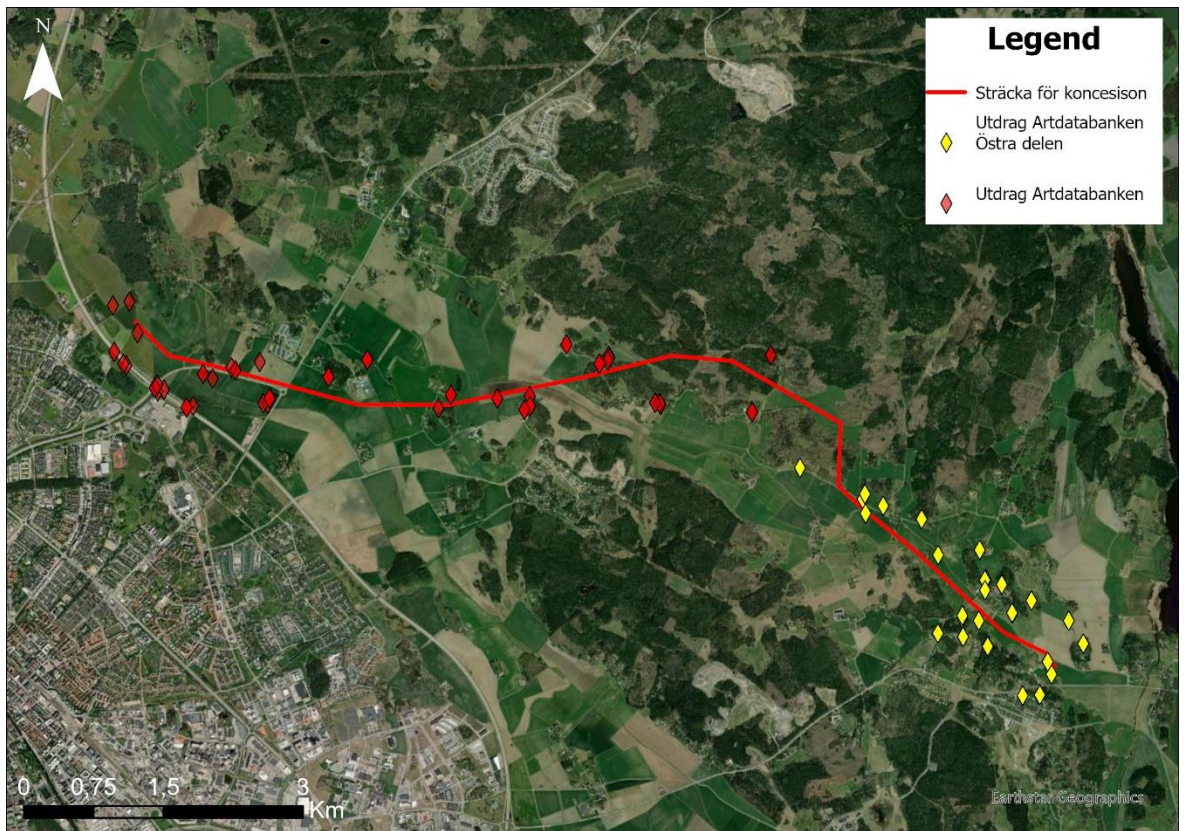 N
Legend
Sträcka för koncesison
Utdrag Artdatabanken
Östra delen
Utdrag Artdatabanken
0 0,75 1,5 3
Km
Earthstar Geographics